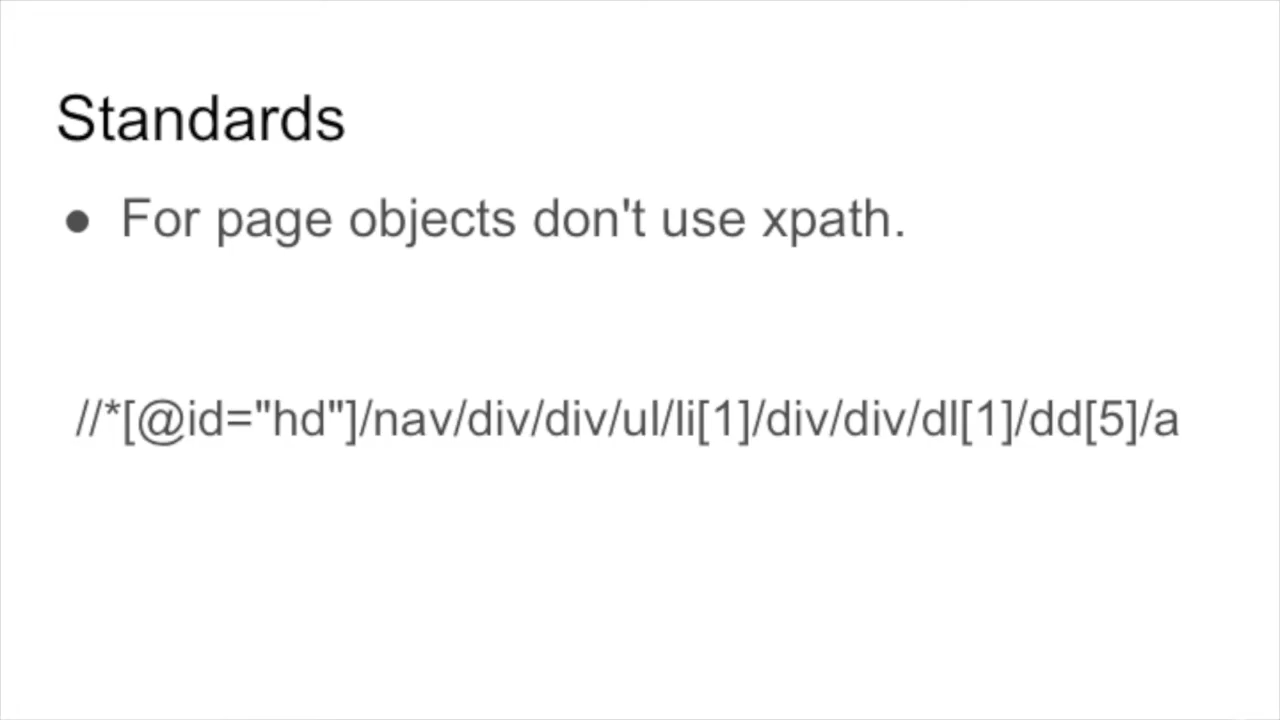 Standards
● For page objects don't use xpath.
//*[@id="hd"]/nav/div/div/ul/li[1]/div/div/dl[1]/dd[5]/a